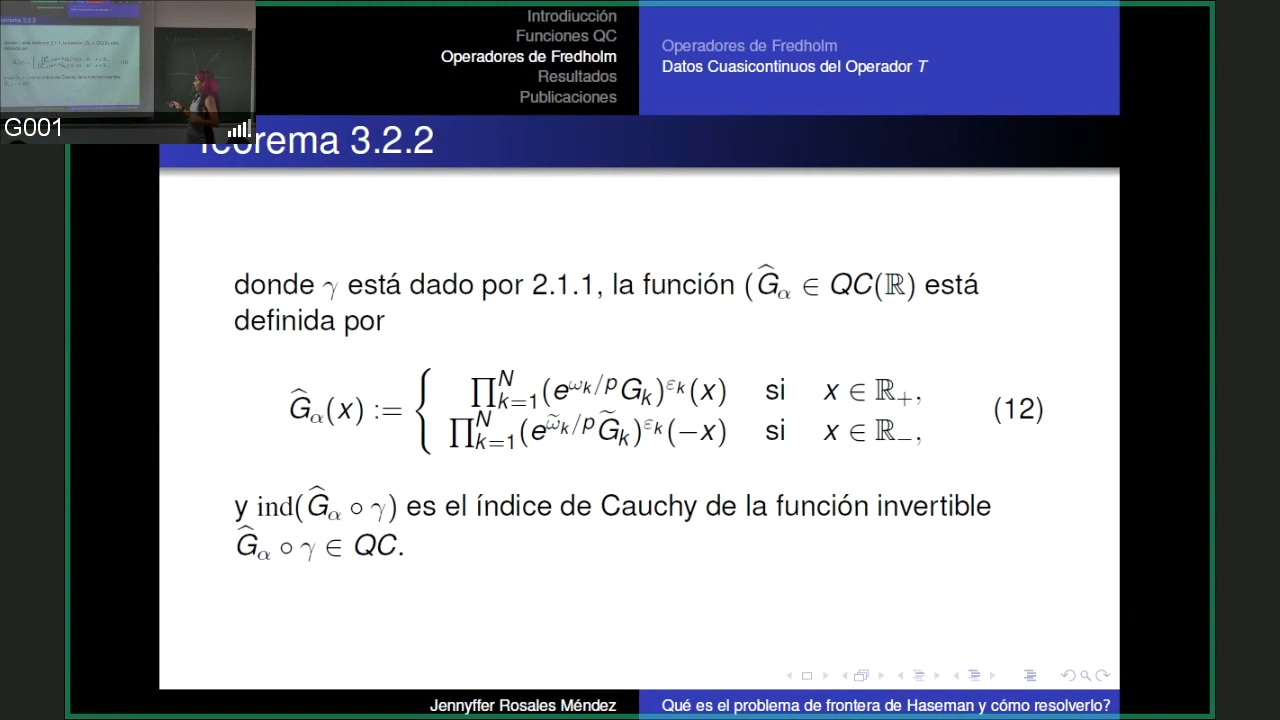 Introdiucción
Funciones QC
Operadores de Fredholm
Resultados
Publicaciones
Operadores de Fredholm
Datos Cuasicontinuos del Operador T
G001
Teorema 3.2.2
donde γ está dado por 2.1.1, la función (Ĝ_α ∈ QC(ℝ) está
definida por
Ĝ_α(x) := { ∏_{k=1}^{N}(e^{ω_k/p}G_k)^{ε_k}(x) si x ∈ ℝ_+,
∏_{k=1}^{N}(e^{ω̃_k/p}G̃_k)^{ε_k}(−x) si x ∈ ℝ_−, (12)
y ind(Ĝ_α ∘ γ) es el índice de Cauchy de la función invertible
Ĝ_α ∘ γ ∈ QC.
Jennyffer Rosales Méndez
Qué es el problema de frontera de Haseman y cómo resolverlo?